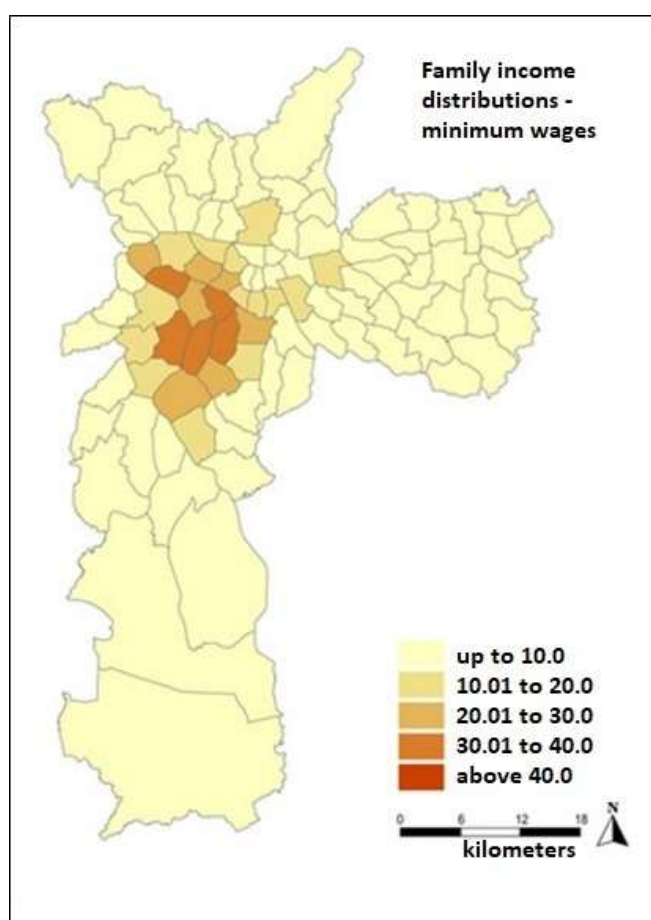 Family income
distributions -
minimum wages
up to 10.0
10.01 to 20.0
20.01 to 30.0
30.01 to 40.0
above 40.0
N
0 6 12 18
kilometers